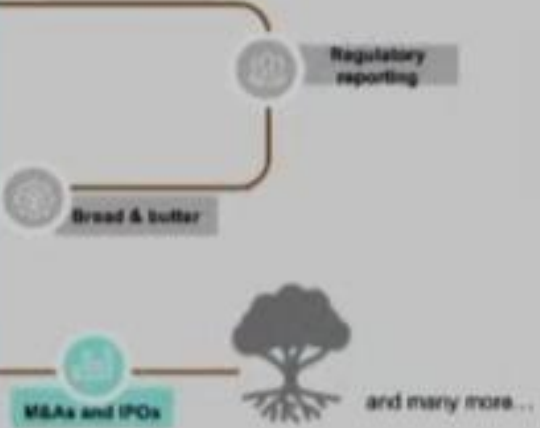 Regulatory
reporting
Bread & butter
M&As and IPOs
and many more...